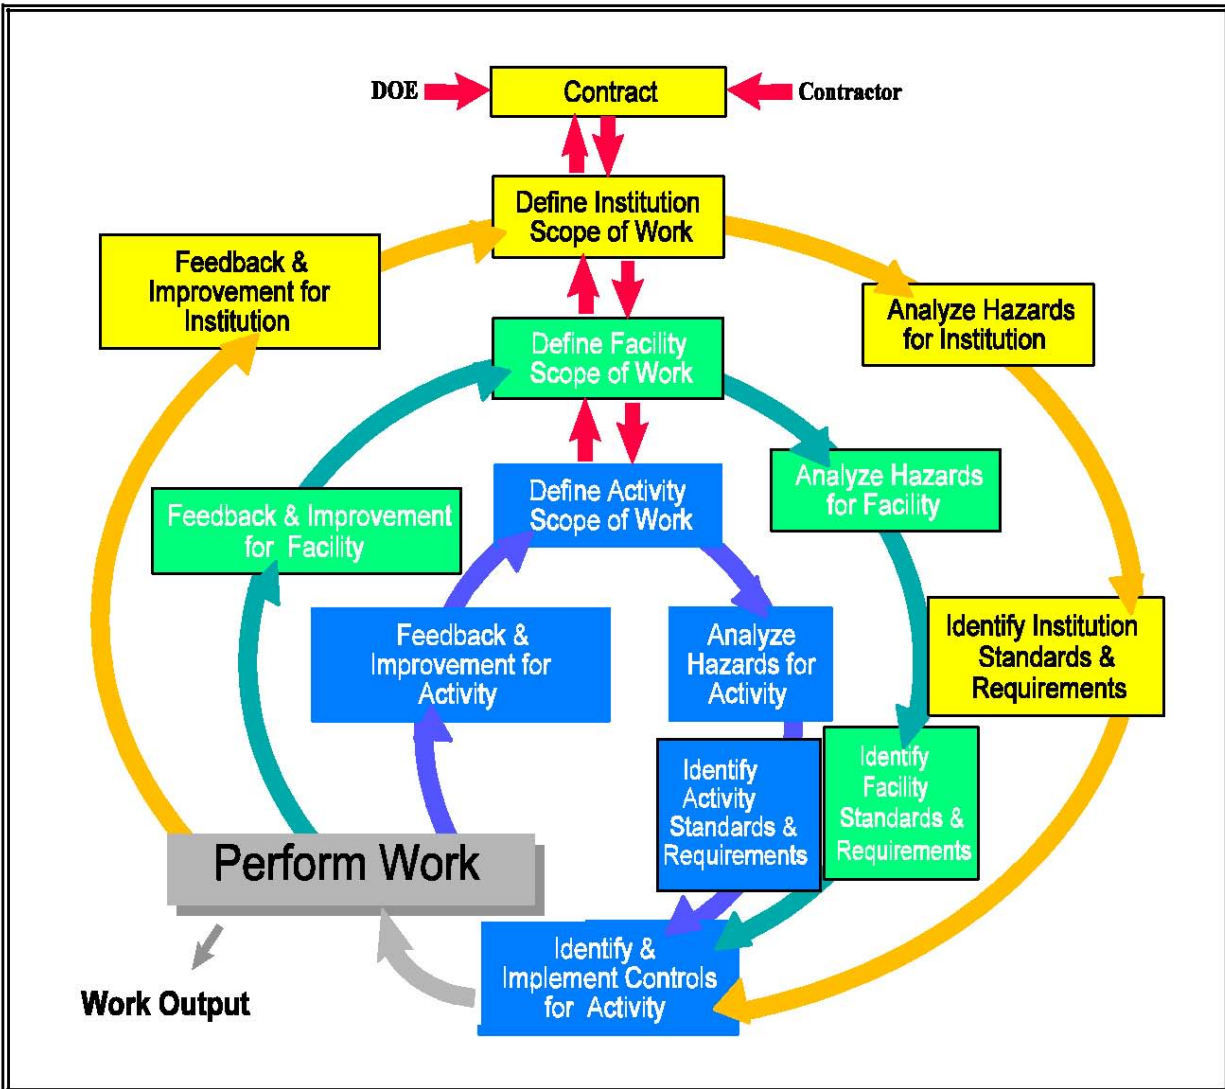 DOE
Contract
Contractor
Define Institution
Scope of Work
Feedback &
Improvement for
Institution
Analyze Hazards
for Institution
Define Facility
Scope of Work
Analyze Hazards
for Facility
Define Activity
Scope of Work
Feedback & Improvement
for Facility
Feedback &
Improvement for
Activity
Analyze
Hazards for
Activity
Identify Institution
Standards &
Requirements
Identify
Activity
Standards &
Requirements
Identify
Facility
Standards &
Requirements
Perform Work
Identify &
Implement Controls
for Activity
Work Output